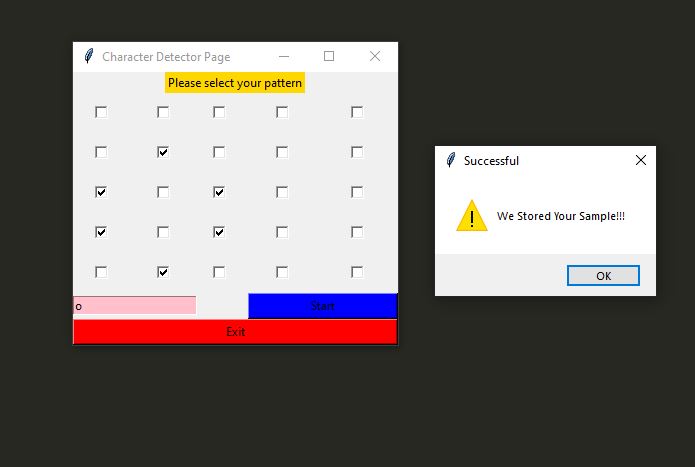 Character Detector Page
Please select your pattern
o
Start
Exit
Successful
We Stored Your Sample!!!
OK